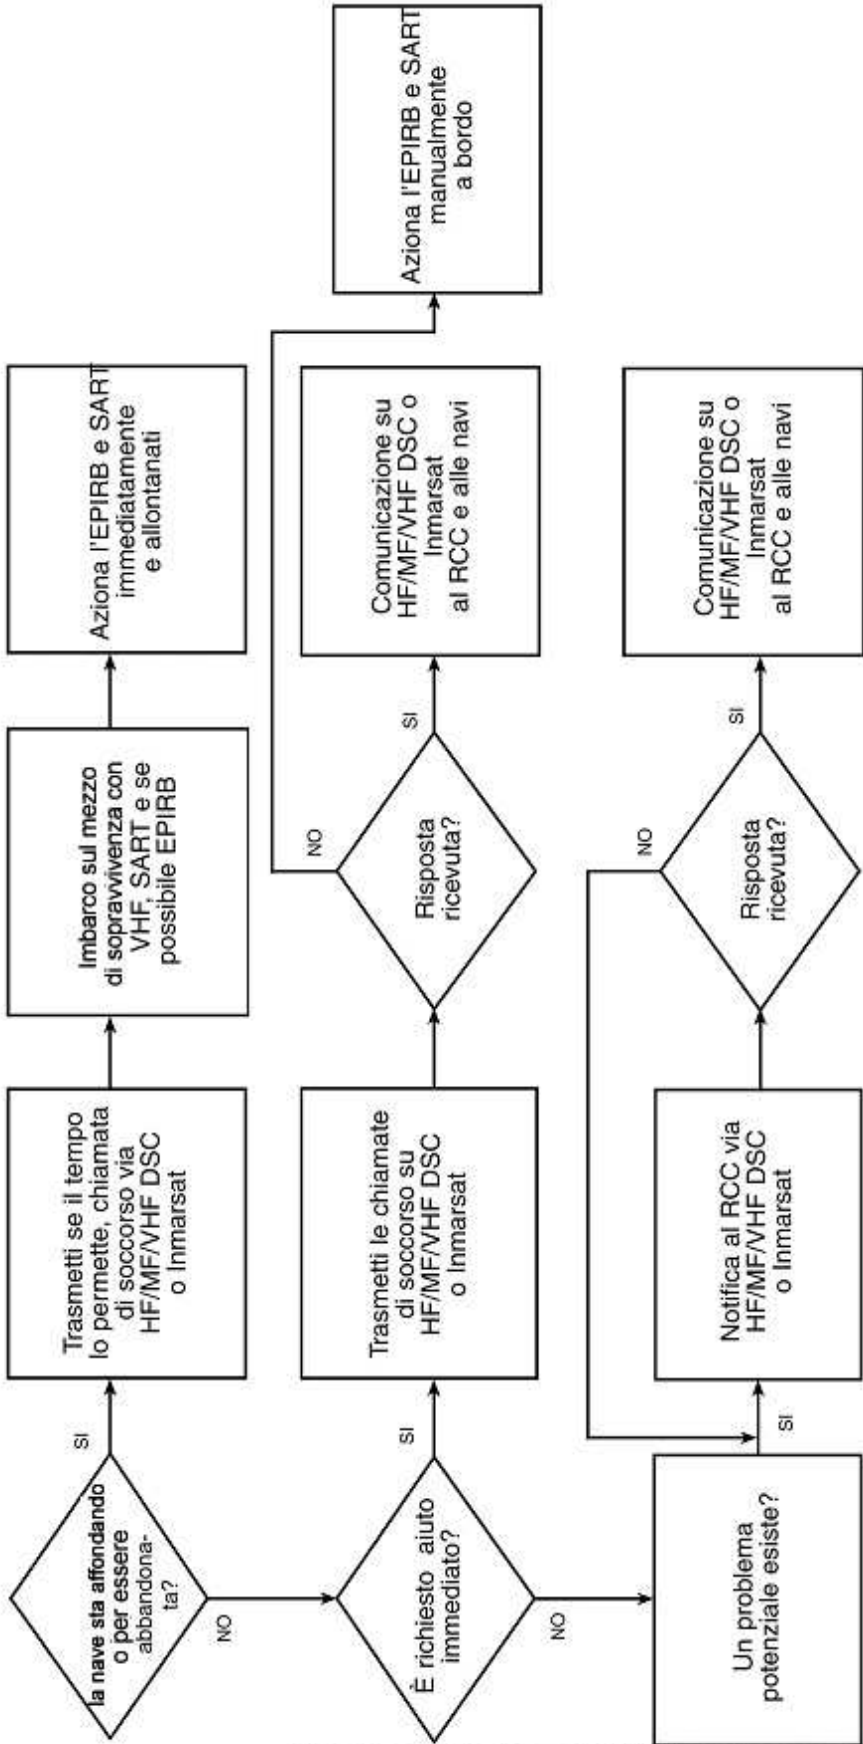 la nave sta affondando
o per essere
abbandona-
ta?
SI
NO
Trasmetti se il tempo
lo permette, chiamata
di soccorso via
HF/MF/VHF DSC
o Inmarsat
Imbarco sul mezzo
di sopravvivenza con
VHF, SART e se
possibile EPIRB
Aziona l'EPIRB e SART
immediatamente
e allontanati
È richiesto aiuto
immediato?
SI
NO
Trasmetti le chiamate
di soccorso su
HF/MF/VHF DSC
o Inmarsat
Risposta
ricevuta?
NO
SI
Comunicazione su
HF/MF/VHF DSC o
Inmarsat
al RCC e alle navi
Aziona l'EPIRB e SART
manualmente
a bordo
Un problema
potenziale esiste?
SI
Notifica al RCC via
HF/MF/VHF DSC
o Inmarsat
Risposta
ricevuta?
NO
SI
Comunicazione su
HF/MF/VHF DSC o
Inmarsat
al RCC e alle navi